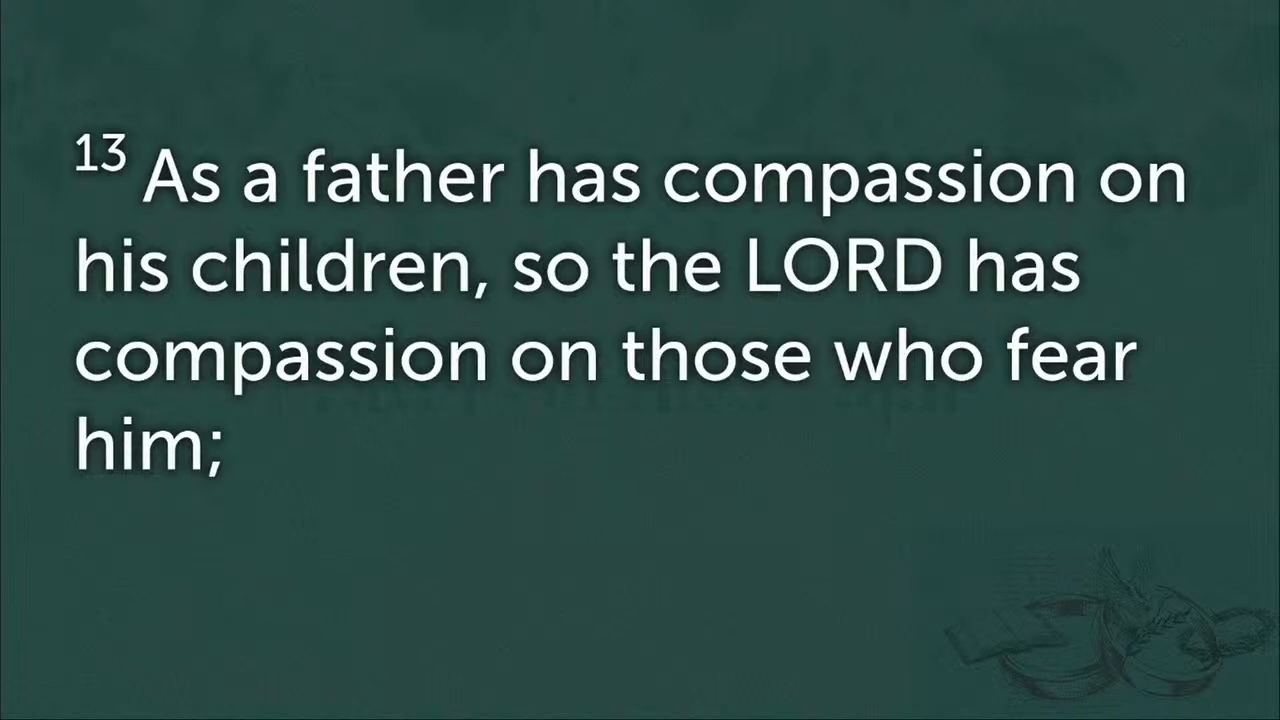 13 As a father has compassion on
his children, so the LORD has
compassion on those who fear
him;